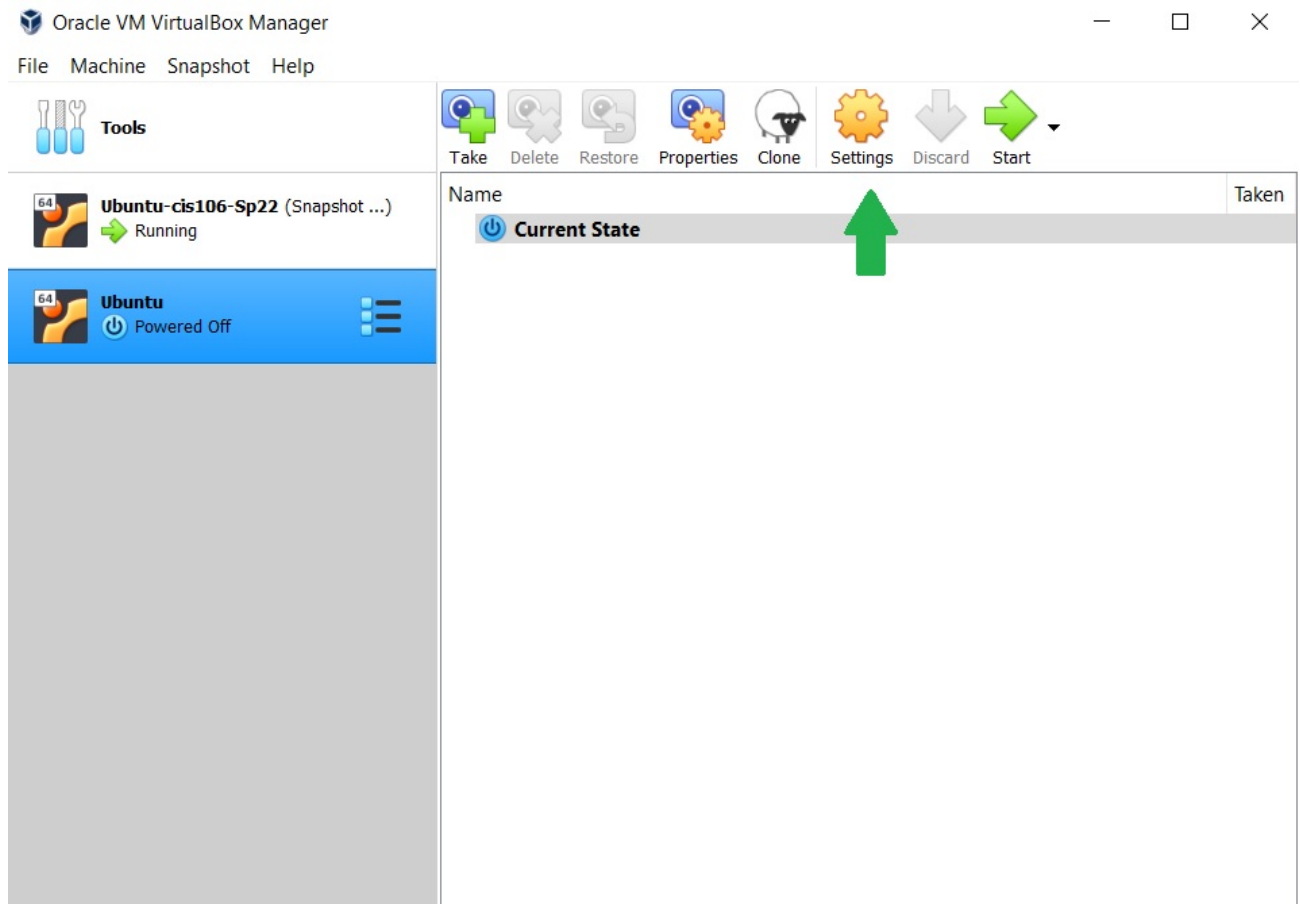 Oracle VM VirtualBox Manager
File Machine Snapshot Help
Tools
Take Delete Restore Properties Clone Settings Discard Start
64
Ubuntu-cis106-Sp22 (Snapshot ...)
Running
64
Ubuntu
Powered Off
Name Taken
Current State